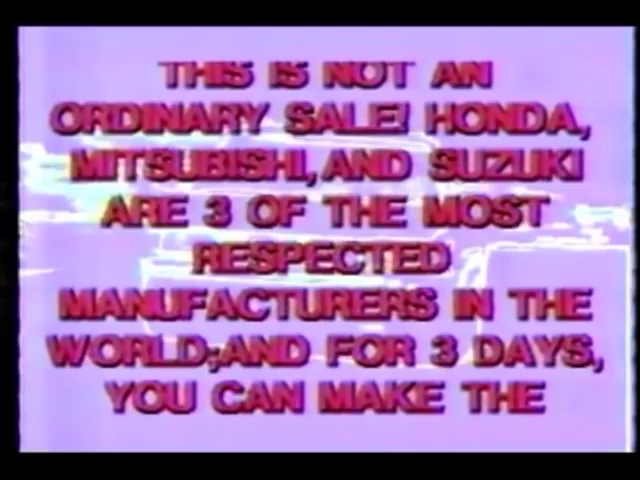 THIS IS NOT AN
ORDINARY SALE! HONDA,
MITSUBISHI, AND SUZUKI
ARE 3 OF THE MOST
RESPECTED
MANUFACTURERS IN THE
WORLD;AND FOR 3 DAYS,
YOU CAN MAKE THE